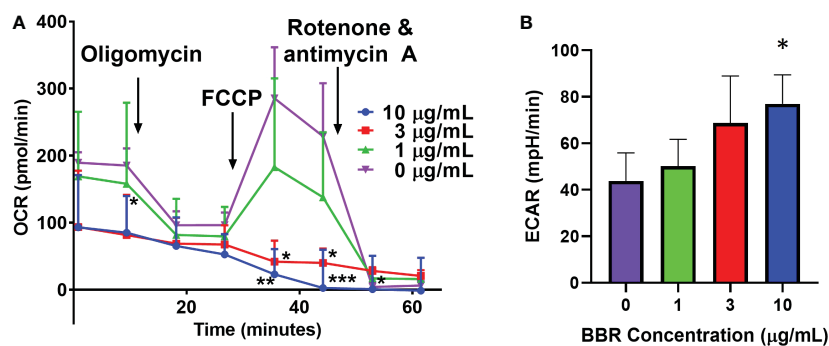 A
OCR (pmol/min)
400
300
200
100
0
20
40
60
Time (minutes)
Oligomycin
FCCP
Rotenone &
antimycin A
10 μg/mL
3 μg/mL
1 μg/mL
0 μg/mL
*
**
*
*
***
*
B
ECAR (mpH/min)
100
80
60
40
20
0
*
0 1 3 10
BBR Concentration (μg/mL)